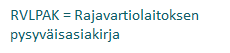 RVLPAK = Rajavartiolaitoksen
pysyväisasiakirja